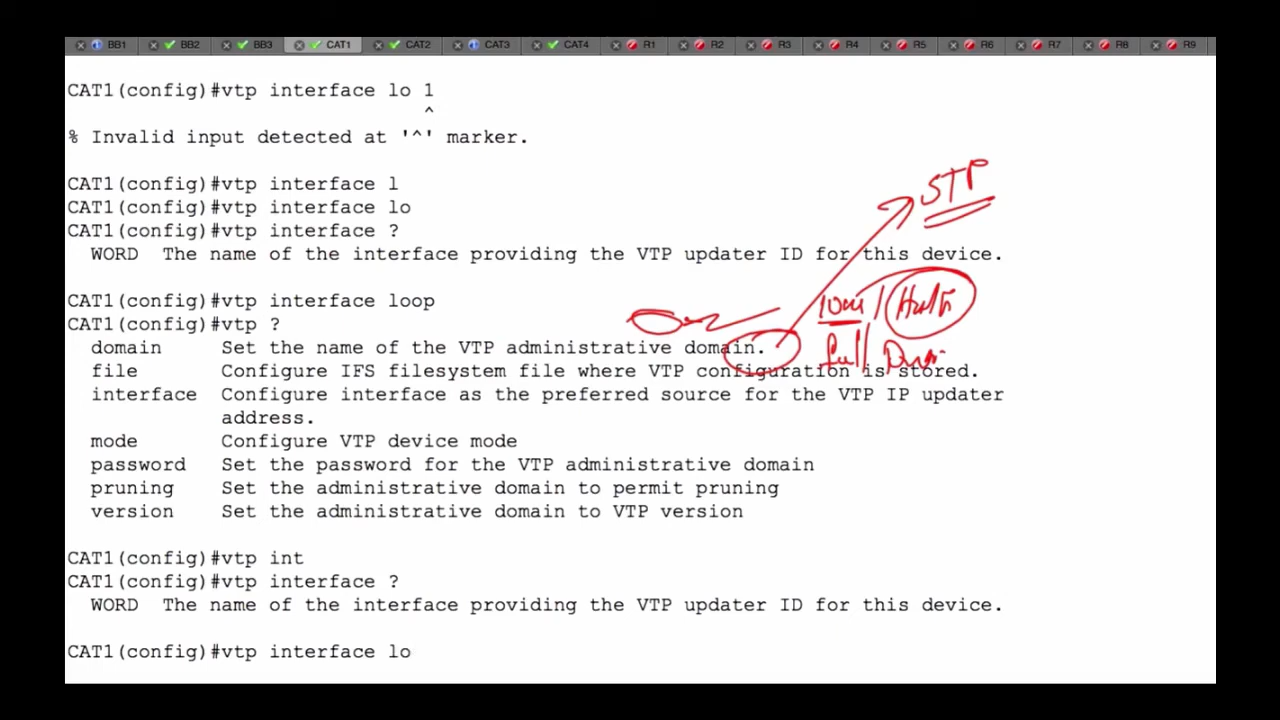 BB1 BB2 BB3 CAT1 CAT2 CAT3 CAT4 R1 R2 R3 R4 R5 R6 R7 R8 R9
CAT1(config)#vtp interface lo 1
^
% Invalid input detected at '^' marker.
CAT1(config)#vtp interface l
CAT1(config)#vtp interface lo
CAT1(config)#vtp interface ?
WORD The name of the interface providing the VTP updater ID for this device.
STP
CAT1(config)#vtp interface loop
CAT1(config)#vtp ?
domain Set the name of the VTP administrative domain.
file Configure IFS filesystem file where VTP configuration is stored.
interface Configure interface as the preferred source for the VTP IP updater
address.
mode Configure VTP device mode
password Set the password for the VTP administrative domain
pruning Set the administrative domain to permit pruning
version Set the administrative domain to VTP version
CAT1(config)#vtp int
CAT1(config)#vtp interface ?
WORD The name of the interface providing the VTP updater ID for this device.
CAT1(config)#vtp interface lo